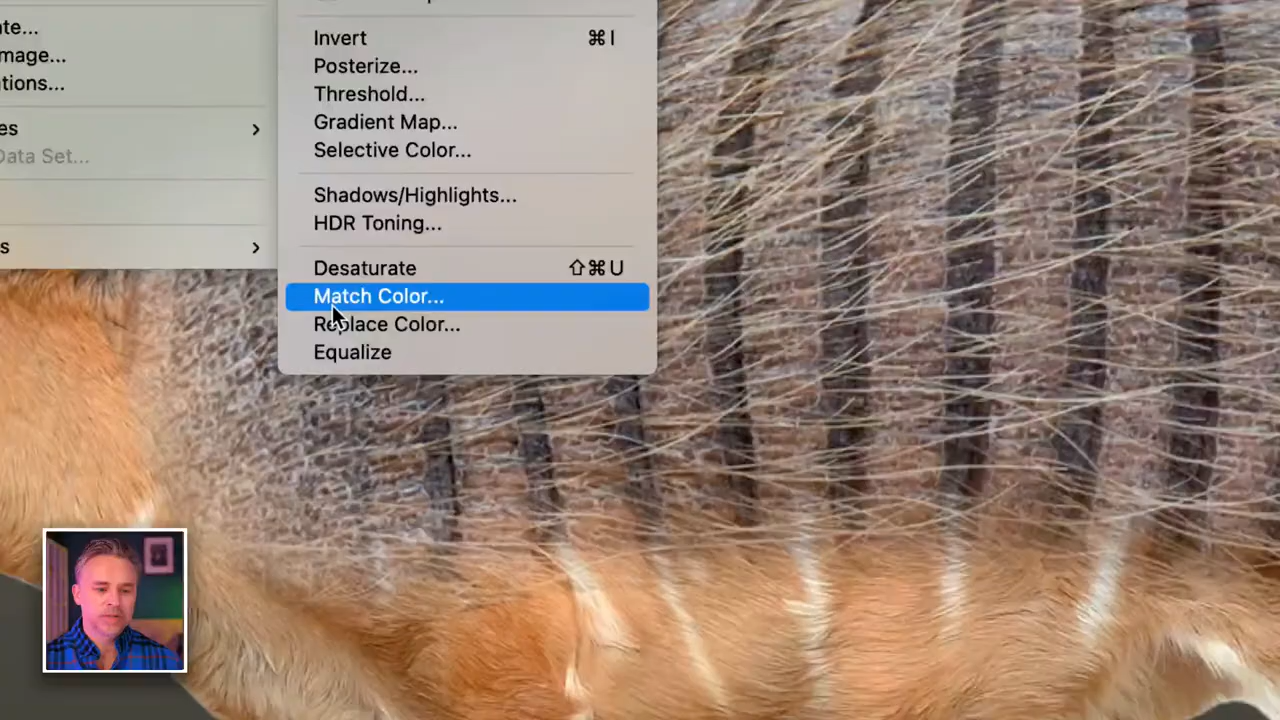 ate...
mage...
tions...
es
Data Set...
s
Invert ⌘I
Posterize...
Threshold...
Gradient Map...
Selective Color...
Shadows/Highlights...
HDR Toning...
Desaturate ⇧⌘U
Match Color...
Replace Color...
Equalize